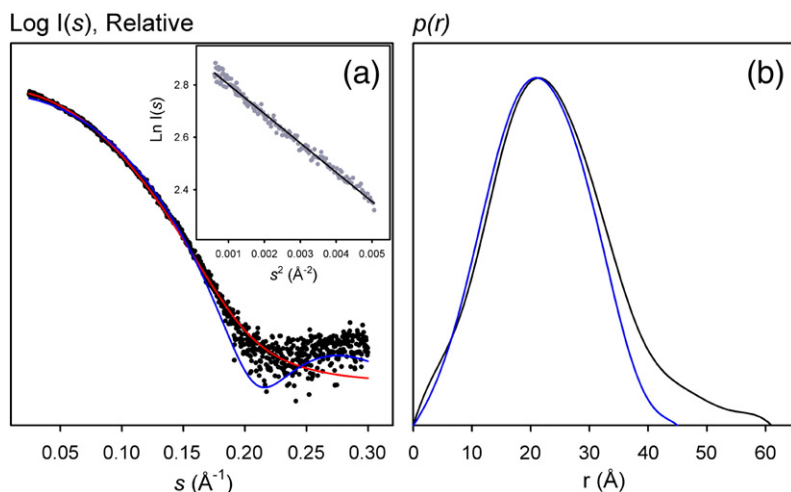 Log I(s), Relative
p(r)
(a)
(b)
Ln I(s)
2.8
2.6
2.4
0.001 0.002 0.003 0.004 0.005
s² (Å⁻²)
0.05 0.10 0.15 0.20 0.25 0.30
0 10 20 30 40 50 60
s (Å⁻¹)
r (Å)